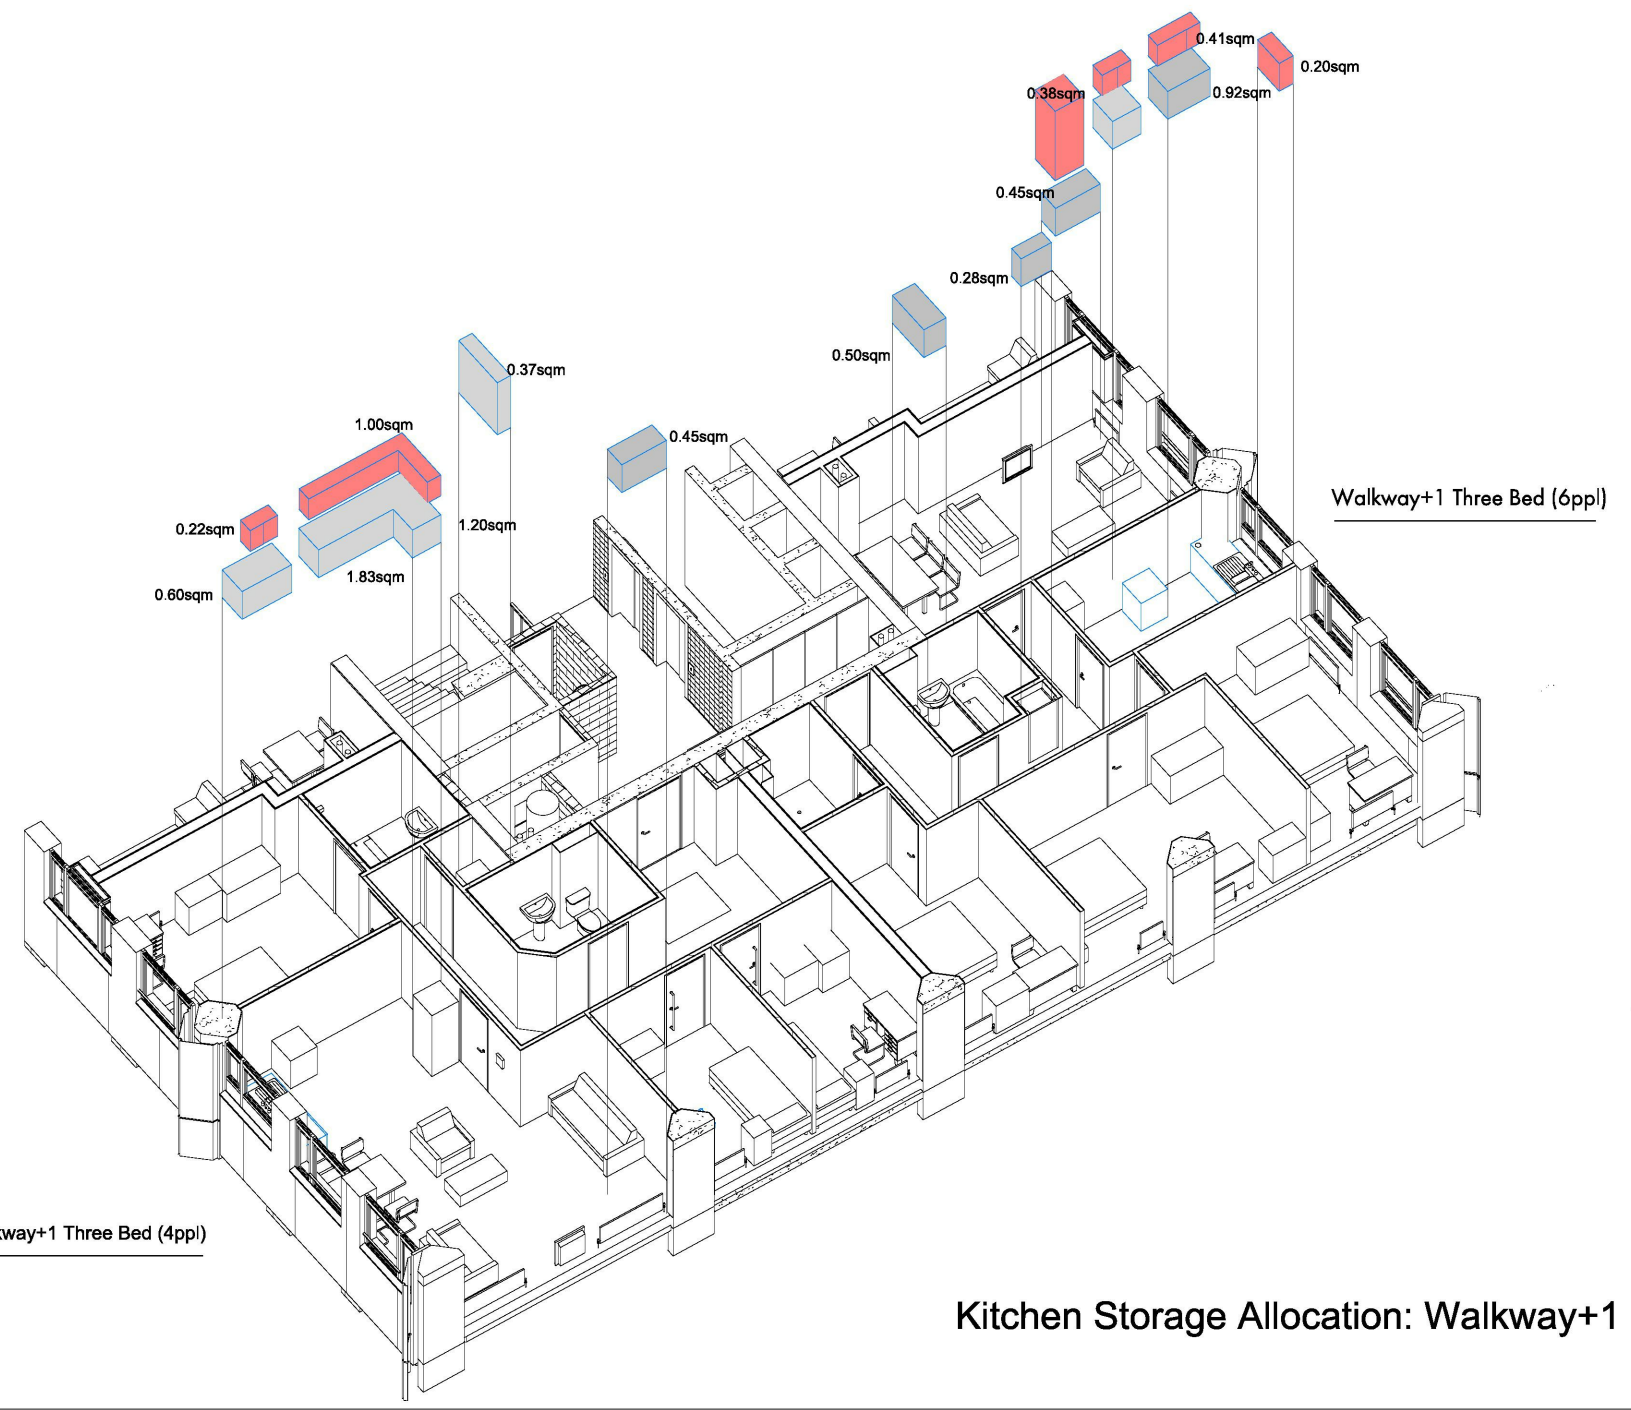 0.41sqm
0.20sqm
0.38sqm
0.92sqm
0.45sqm
0.28sqm
0.50sqm
0.37sqm
1.00sqm
0.45sqm
0.22sqm
1.20sqm
1.83sqm
0.60sqm
Walkway+1 Three Bed (6ppl)
kway+1 Three Bed (4ppl)
Kitchen Storage Allocation: Walkway+1